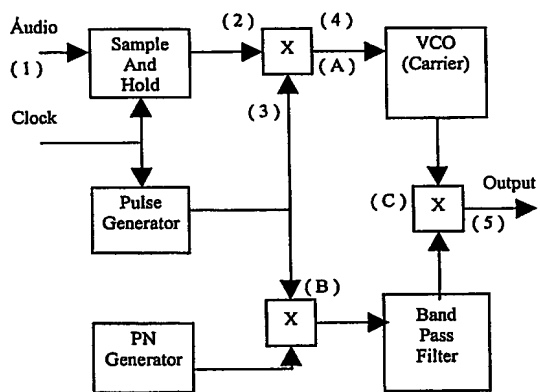 Áudio
(1)
Sample
And
Hold
(2)
X
(4)
(A)
VCO
(Carrier)
(3)
Clock
Pulse
Generator
(C)
X
Output
(5)
(B)
X
PN
Generator
Band
Pass
Filter